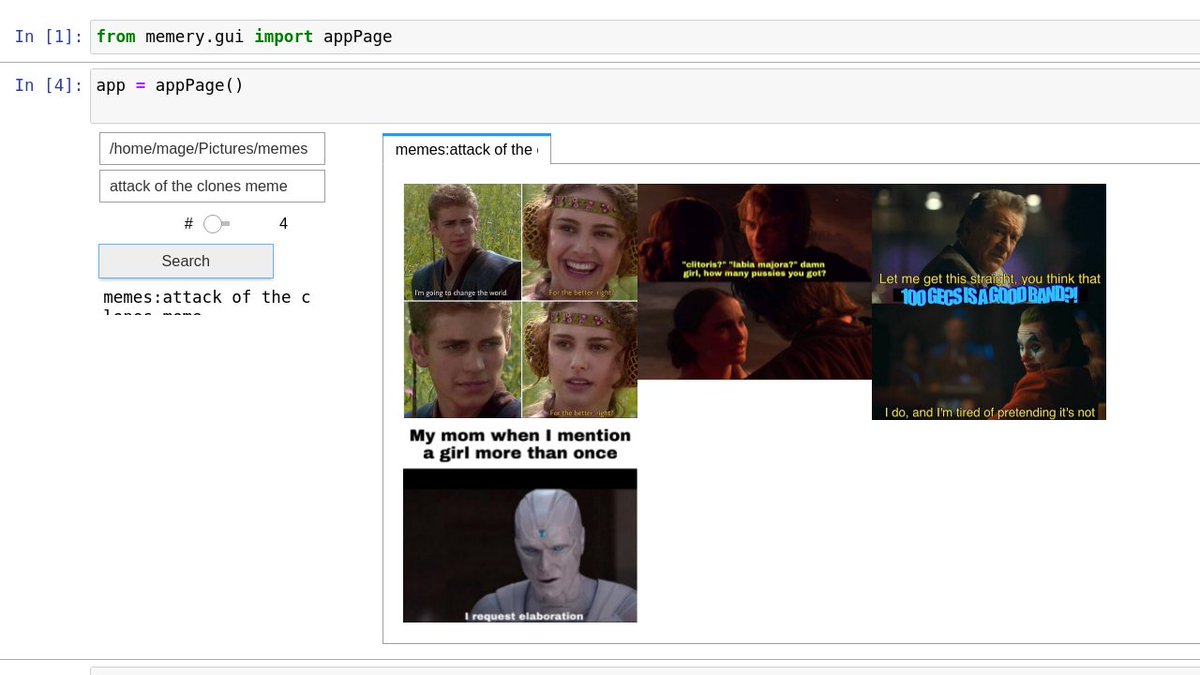 In [1]: from memery.gui import appPage
In [4]: app = appPage()
/home/mage/Pictures/memes
attack of the clones meme
# 4
Search
memes:attack of the c
lones meme
memes:attack of the
I'm going to change the world.
For the better, right?
For the better, right?
"clitoris?" "labia majora?" damn
girl, how many pussies you got?
Let me get this straight, you think that
100 GECS IS A GOOD BAND?!
I do, and I'm tired of pretending it's not
My mom when I mention
a girl more than once
I request elaboration